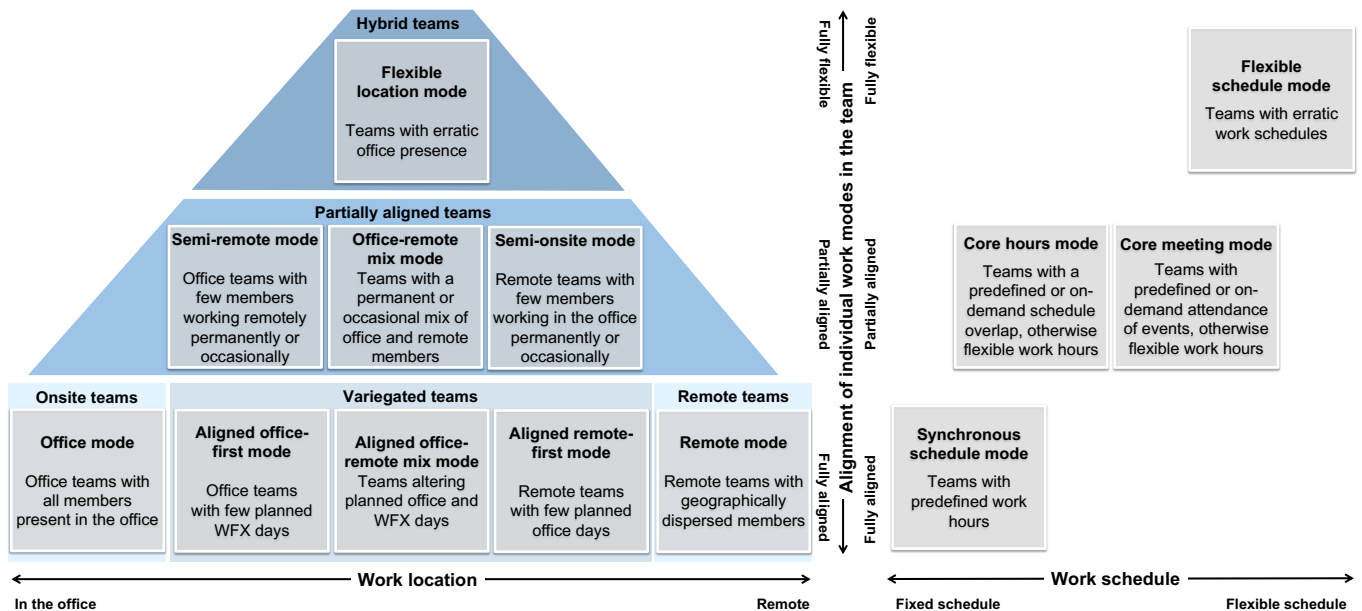 Hybrid teams
Flexible
location mode
Teams with erratic
office presence
Partially aligned teams
Semi-remote mode
Office teams with
few members
working remotely
permanently or
occasionally
Office-remote
mix mode
Teams with a
permanent or
occasional mix of
office and remote
members
Semi-onsite mode
Remote teams with
few members
working in the office
permanently or
occasionally
Onsite teams
Office mode
Office teams with
all members
present in the office
Variegated teams
Aligned office-
first mode
Office teams
with few planned
WFX days
Aligned office-
remote mix mode
Teams altering
planned office and
WFX days
Aligned remote-
first mode
Remote teams
with few planned
office days
Remote teams
Remote mode
Remote teams with
geographically
dispersed members
Work location
In the office
Remote
Fully flexible
Partially aligned
Fully aligned
Alignment of individual work modes in the team
Fully flexible
Partially aligned
Fully aligned
Flexible
schedule mode
Teams with erratic
work schedules
Core hours mode
Teams with a
predefined or on-
demand schedule
overlap, otherwise
flexible work hours
Core meeting mode
Teams with
predefined or on-
demand attendance
of events, otherwise
flexible work hours
Synchronous
schedule mode
Teams with
predefined work
hours
Work schedule
Fixed schedule
Flexible schedule